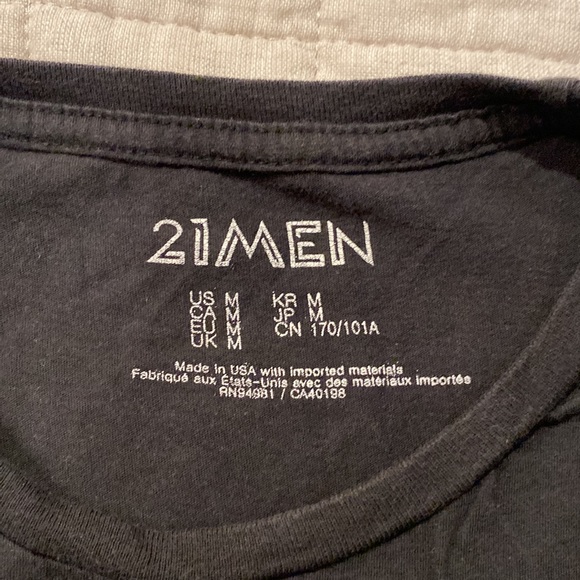 21MEN
US M KR M
CA M JP M
EU M CN 170/101A
UK M
Made in USA with imported materials
Fabriqué aux États-Unis avec des matériaux importés
RN94981 / CA40198